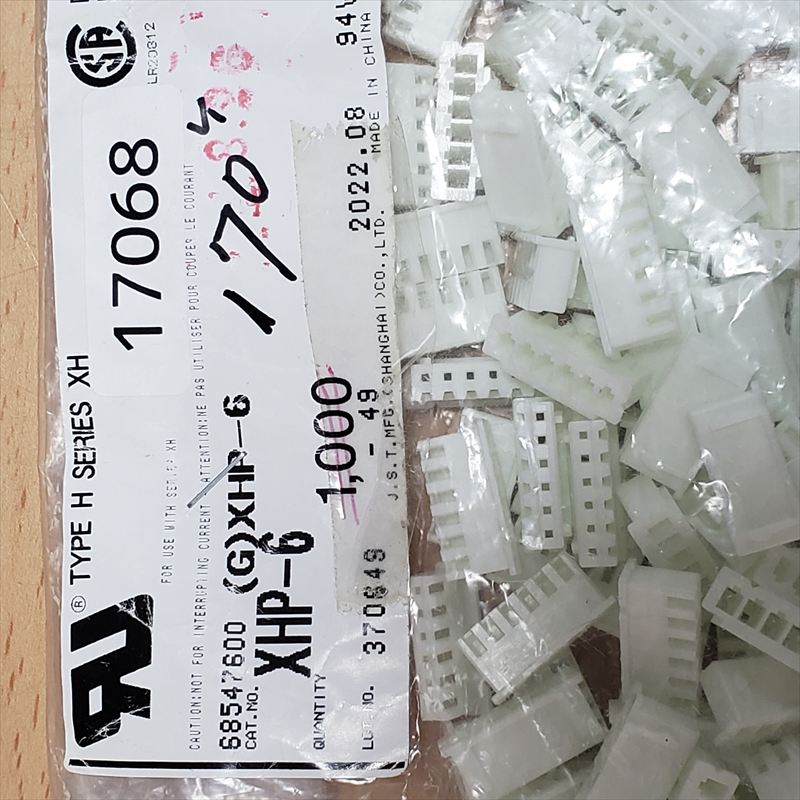 LR20812
94V
MADE IN CHINA
17068
1704
2022.08
J.S.T.MFG.(SHANGHAI)CO.,LTD.
® TYPE H SERIES XH
FOR USE WITH SERIES XH
CAUTION:NOT FOR INTERRUPTING CURRENT. ATTENTION:NE PAS UTILISER POUR COUPER LE COURANT
68547600 (G)XHP-6
CAT.NO. XHP-6
QUANTITY 1,000
LOT.NO. 370649 - 49